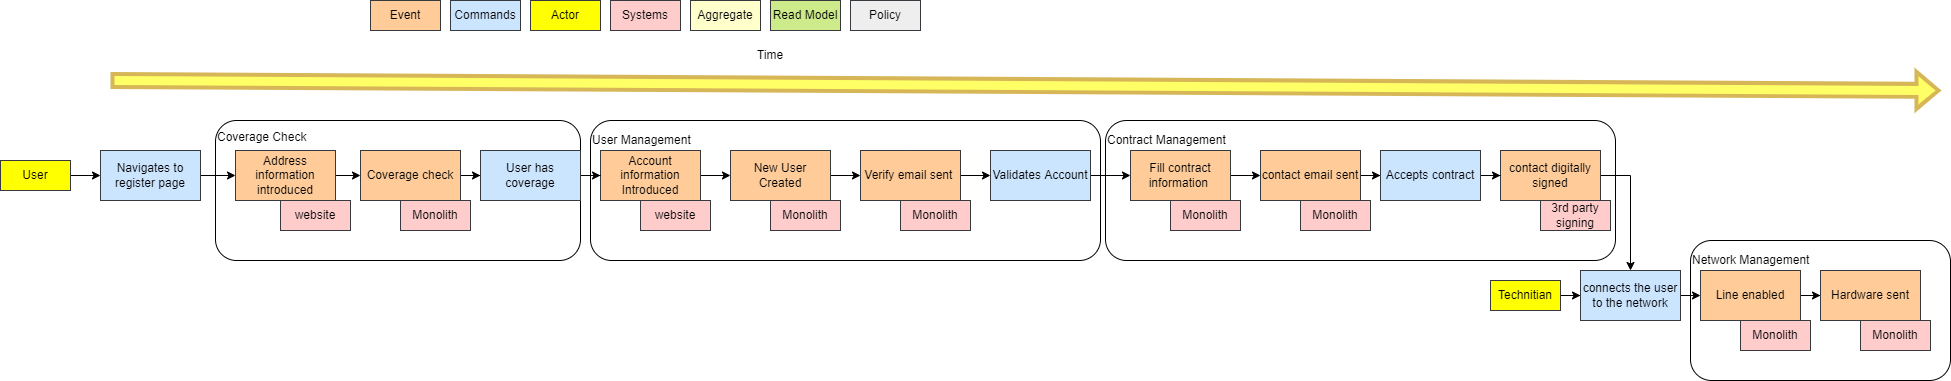 Event
Commands
Actor
Systems
Aggregate
Read Model
Policy
Time
User
Navigates to
register page
Coverage Check
Address
information
introduced
website
Coverage check
Monolith
User has
coverage
User Management
Account
information
Introduced
website
New User
Created
Monolith
Verify email sent
Monolith
Validates Account
Contract Management
Fill contract
information
Monolith
contact email sent
Monolith
Accepts contract
contact digitally
signed
3rd party
signing
Technitian
connects the user
to the network
Network Management
Line enabled
Monolith
Hardware sent
Monolith